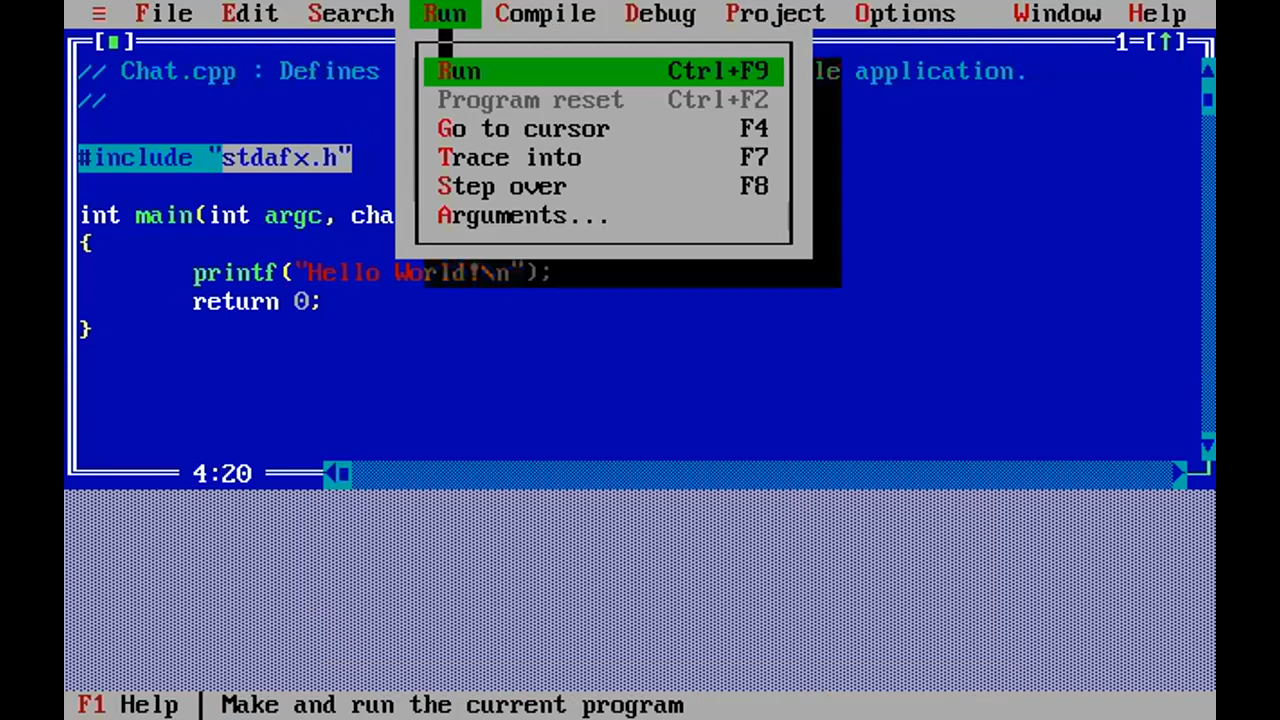 ≡ File Edit Search Run Compile Debug Project Options Window Help
1=[↑]
// Chat.cpp : Defines le application.
//
#include "stdafx.h"
int main(int argc, cha
{
printf("Hello World!\n");
return 0;
}
Run Ctrl+F9
Program reset Ctrl+F2
Go to cursor F4
Trace into F7
Step over F8
Arguments...
4:20
F1 Help | Make and run the current program